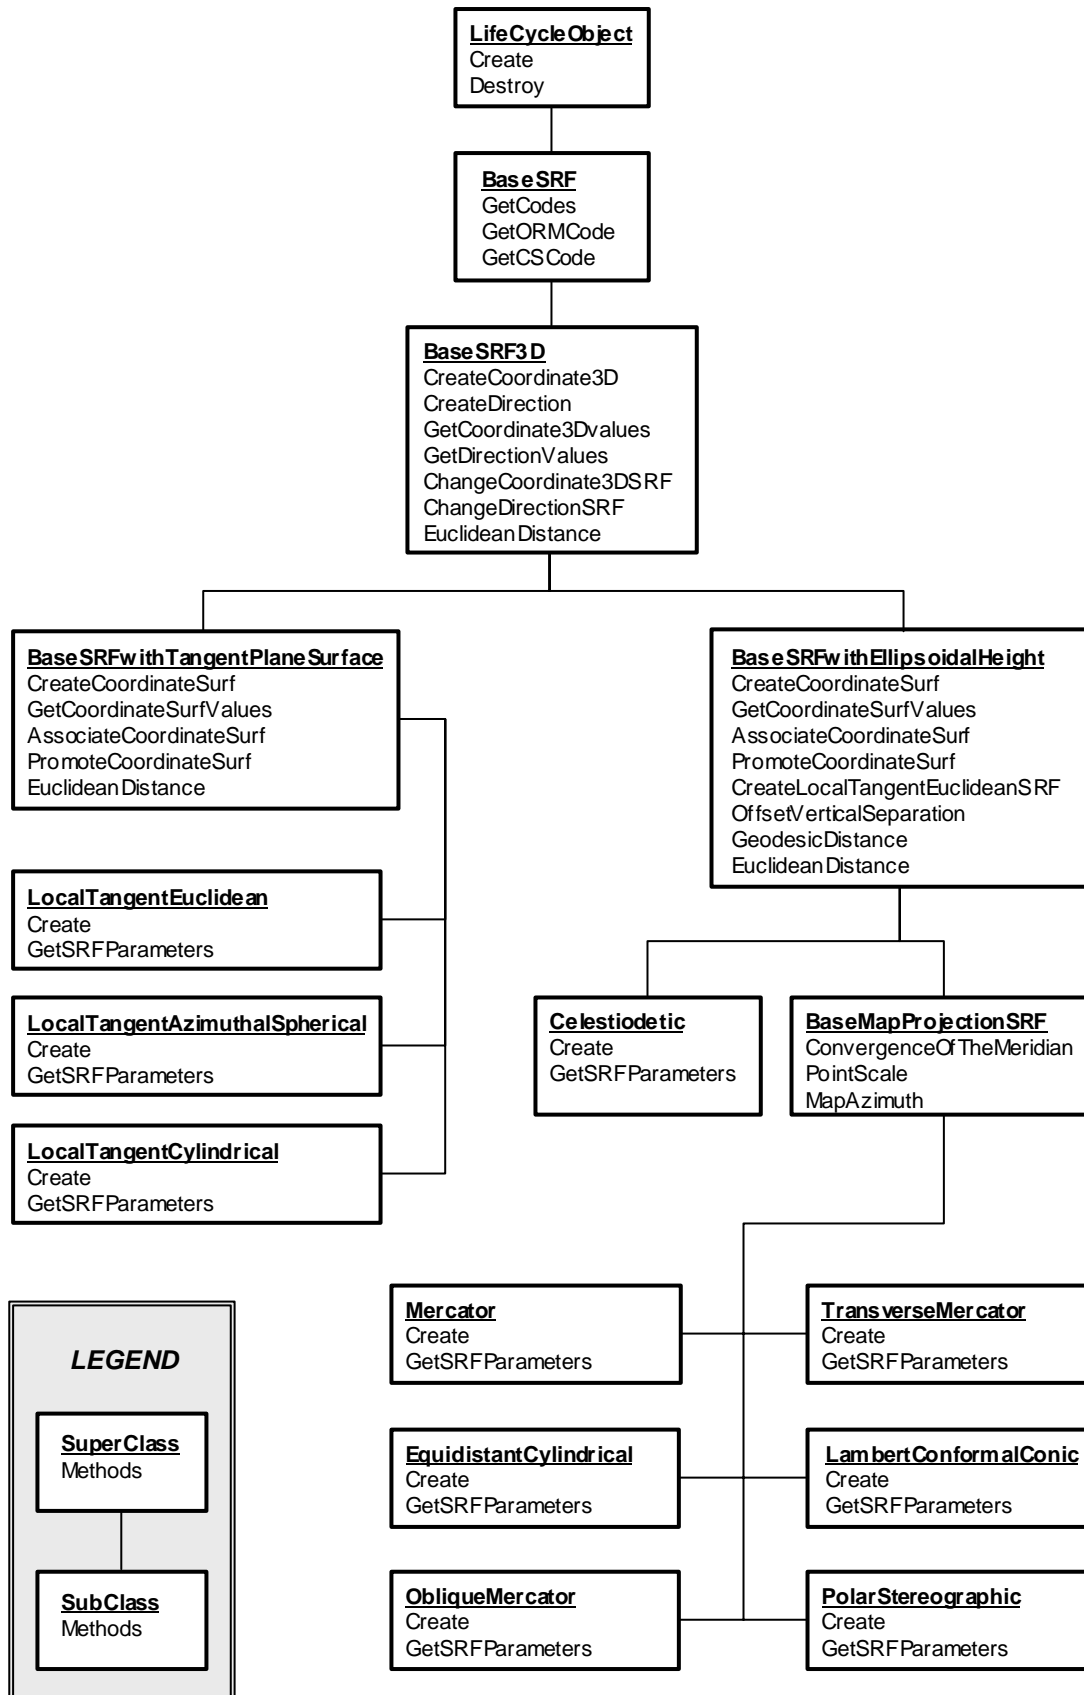 LifeCycleObject
Create
Destroy
BaseSRF
GetCodes
GetORMCode
GetCSCode
BaseSRF3D
CreateCoordinate3D
CreateDirection
GetCoordinate3Dvalues
GetDirectionValues
ChangeCoordinate3DSRF
ChangeDirectionSRF
EuclideanDistance
BaseSRFwithTangentPlaneSurface
CreateCoordinateSurf
GetCoordinateSurfValues
AssociateCoordinateSurf
PromoteCoordinateSurf
EuclideanDistance
BaseSRFwithEllipsoidalHeight
CreateCoordinateSurf
GetCoordinateSurfValues
AssociateCoordinateSurf
PromoteCoordinateSurf
CreateLocalTangentEuclideanSRF
OffsetVerticalSeparation
GeodesicDistance
EuclideanDistance
LocalTangentEuclidean
Create
GetSRFParameters
LocalTangentAzimuthalSpherical
Create
GetSRFParameters
LocalTangentCylindrical
Create
GetSRFParameters
Celestiodetic
Create
GetSRFParameters
BaseMapProjectionSRF
ConvergenceOfTheMeridian
PointScale
MapAzimuth
Mercator
Create
GetSRFParameters
TransverseMercator
Create
GetSRFParameters
EquidistantCylindrical
Create
GetSRFParameters
LambertConformalConic
Create
GetSRFParameters
ObliqueMercator
Create
GetSRFParameters
PolarStereographic
Create
GetSRFParameters
LEGEND
SuperClass
Methods
SubClass
Methods